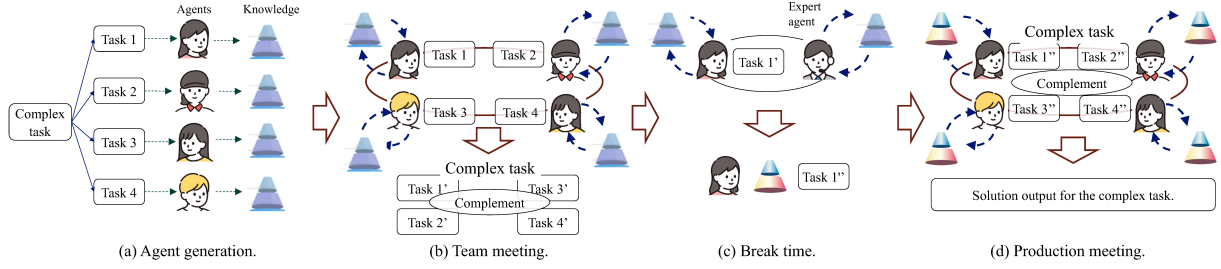 Agents
Knowledge
Complex
task
Task 1
Task 2
Task 3
Task 4
(a) Agent generation.
Task 1
Task 2
Task 3
Task 4
Complex task
Task 1’
Task 3’
Complement
Task 2’
Task 4’
(b) Team meeting.
Expert
agent
Task 1’
Task 1’’
(c) Break time.
Complex task
Task 1’’
Task 2’’
Complement
Task 3’’
Task 4’’
Solution output for the complex task.
(d) Production meeting.